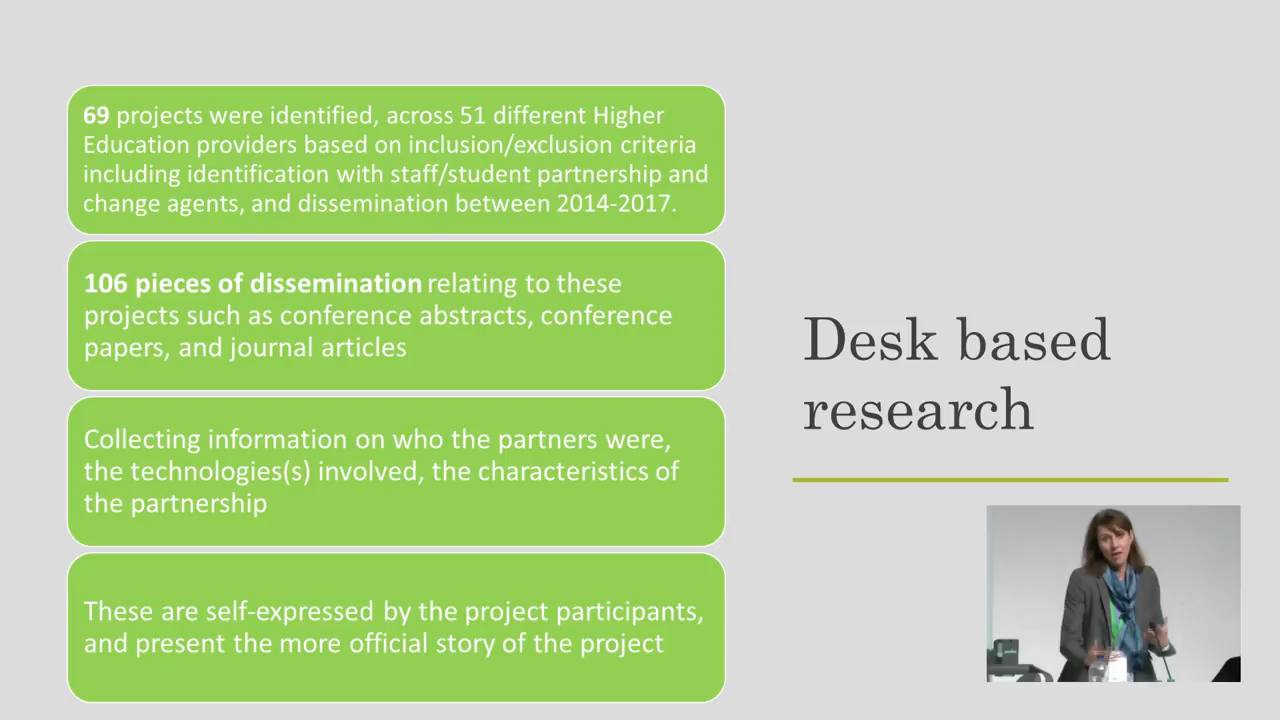 69 projects were identified, across 51 different Higher
Education providers based on inclusion/exclusion criteria
including identification with staff/student partnership and
change agents, and dissemination between 2014-2017.
106 pieces of dissemination relating to these
projects such as conference abstracts, conference
papers, and journal articles
Collecting information on who the partners were,
the technologies(s) involved, the characteristics of
the partnership
These are self-expressed by the project participants,
and present the more official story of the project
Desk based
research